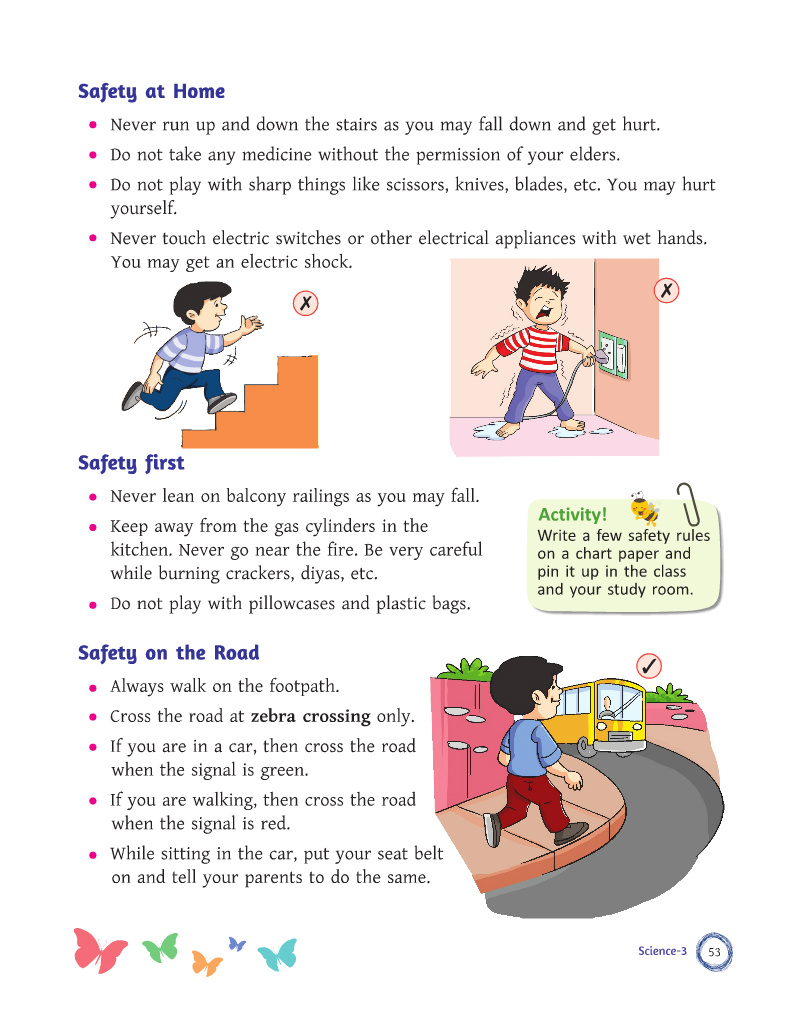 Safety at Home
• Never run up and down the stairs as you may fall down and get hurt.
• Do not take any medicine without the permission of your elders.
• Do not play with sharp things like scissors, knives, blades, etc. You may hurt
yourself.
• Never touch electric switches or other electrical appliances with wet hands.
You may get an electric shock.
✗
✗
Safety first
• Never lean on balcony railings as you may fall.
• Keep away from the gas cylinders in the
kitchen. Never go near the fire. Be very careful
while burning crackers, diyas, etc.
• Do not play with pillowcases and plastic bags.
Activity!
Write a few safety rules
on a chart paper and
pin it up in the class
and your study room.
Safety on the Road
• Always walk on the footpath.
• Cross the road at zebra crossing only.
• If you are in a car, then cross the road
when the signal is green.
• If you are walking, then cross the road
when the signal is red.
• While sitting in the car, put your seat belt
on and tell your parents to do the same.
✓
Science-3
53